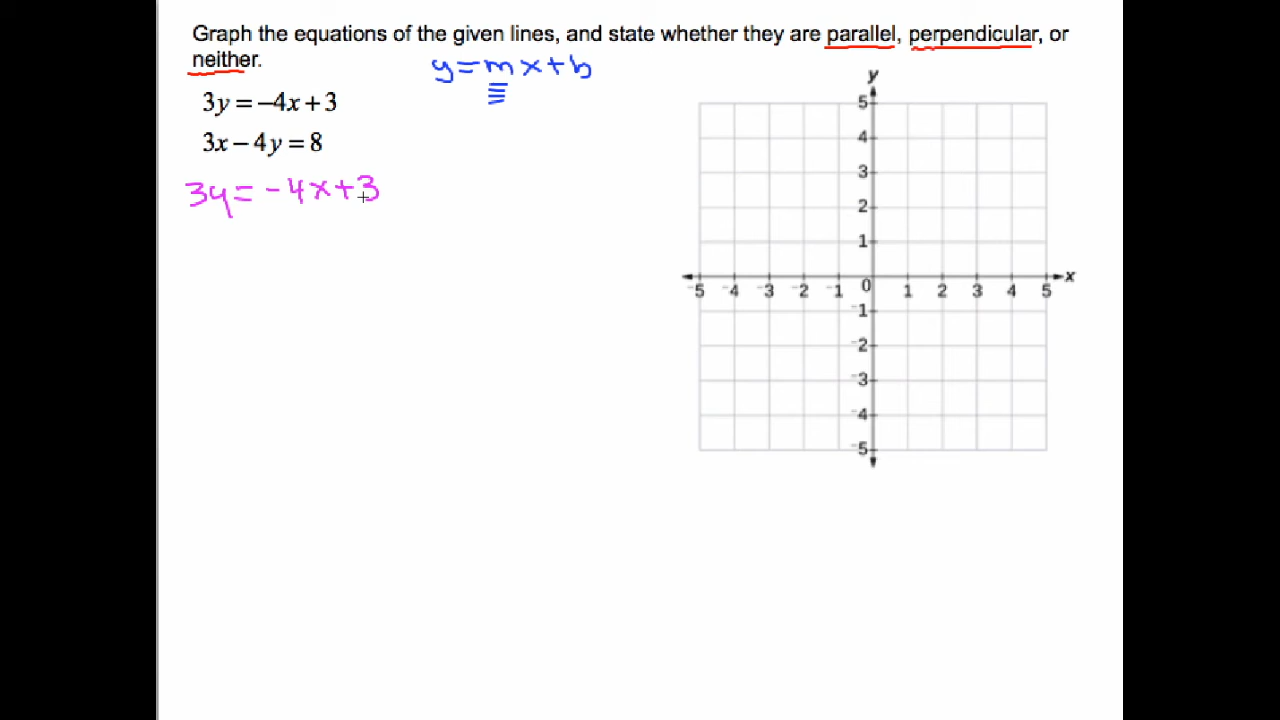 Graph the equations of the given lines, and state whether they are parallel, perpendicular, or
neither.
y=mx+b
3y = –4x + 3
3x – 4y = 8
3y = -4x+3
y
5
4
3
2
1
-5 -4 -3 -2 -1 0 1 2 3 4 5 x
-1
-2
-3
-4
-5